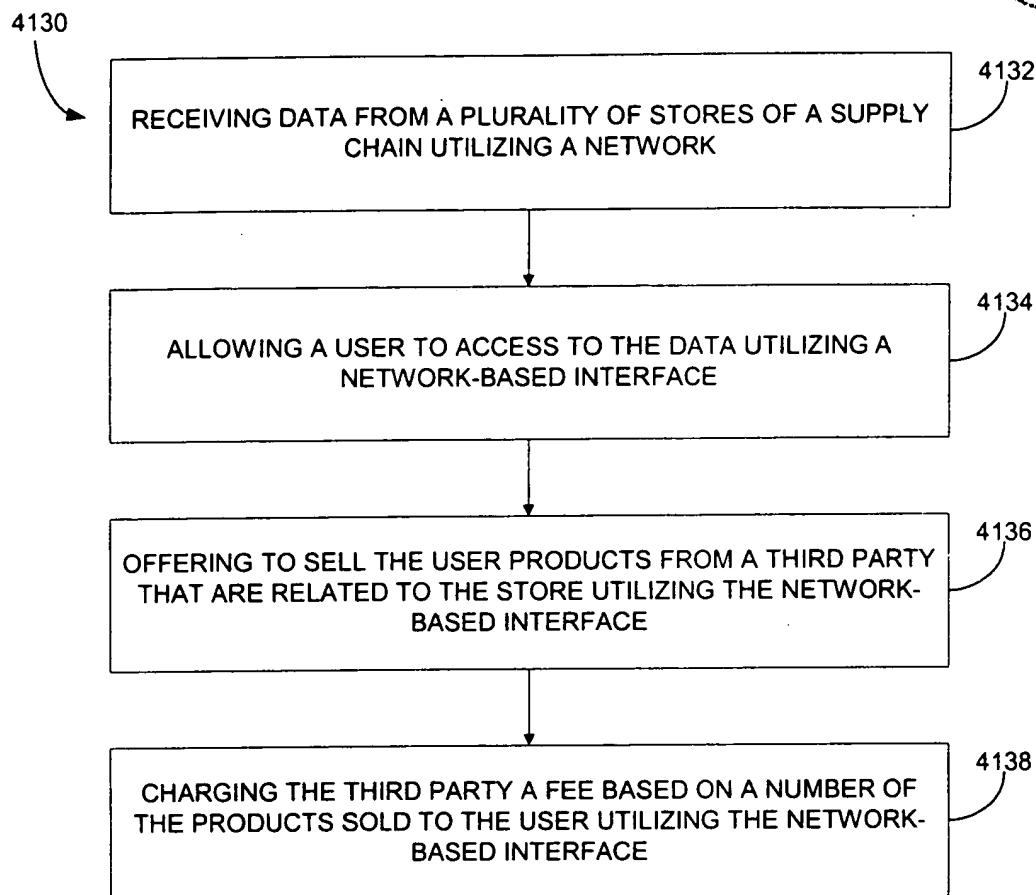 4130
4132
RECEIVING DATA FROM A PLURALITY OF STORES OF A SUPPLY
CHAIN UTILIZING A NETWORK
4134
ALLOWING A USER TO ACCESS TO THE DATA UTILIZING A
NETWORK-BASED INTERFACE
4136
OFFERING TO SELL THE USER PRODUCTS FROM A THIRD PARTY
THAT ARE RELATED TO THE STORE UTILIZING THE NETWORK-
BASED INTERFACE
4138
CHARGING THE THIRD PARTY A FEE BASED ON A NUMBER OF
THE PRODUCTS SOLD TO THE USER UTILIZING THE NETWORK-
BASED INTERFACE